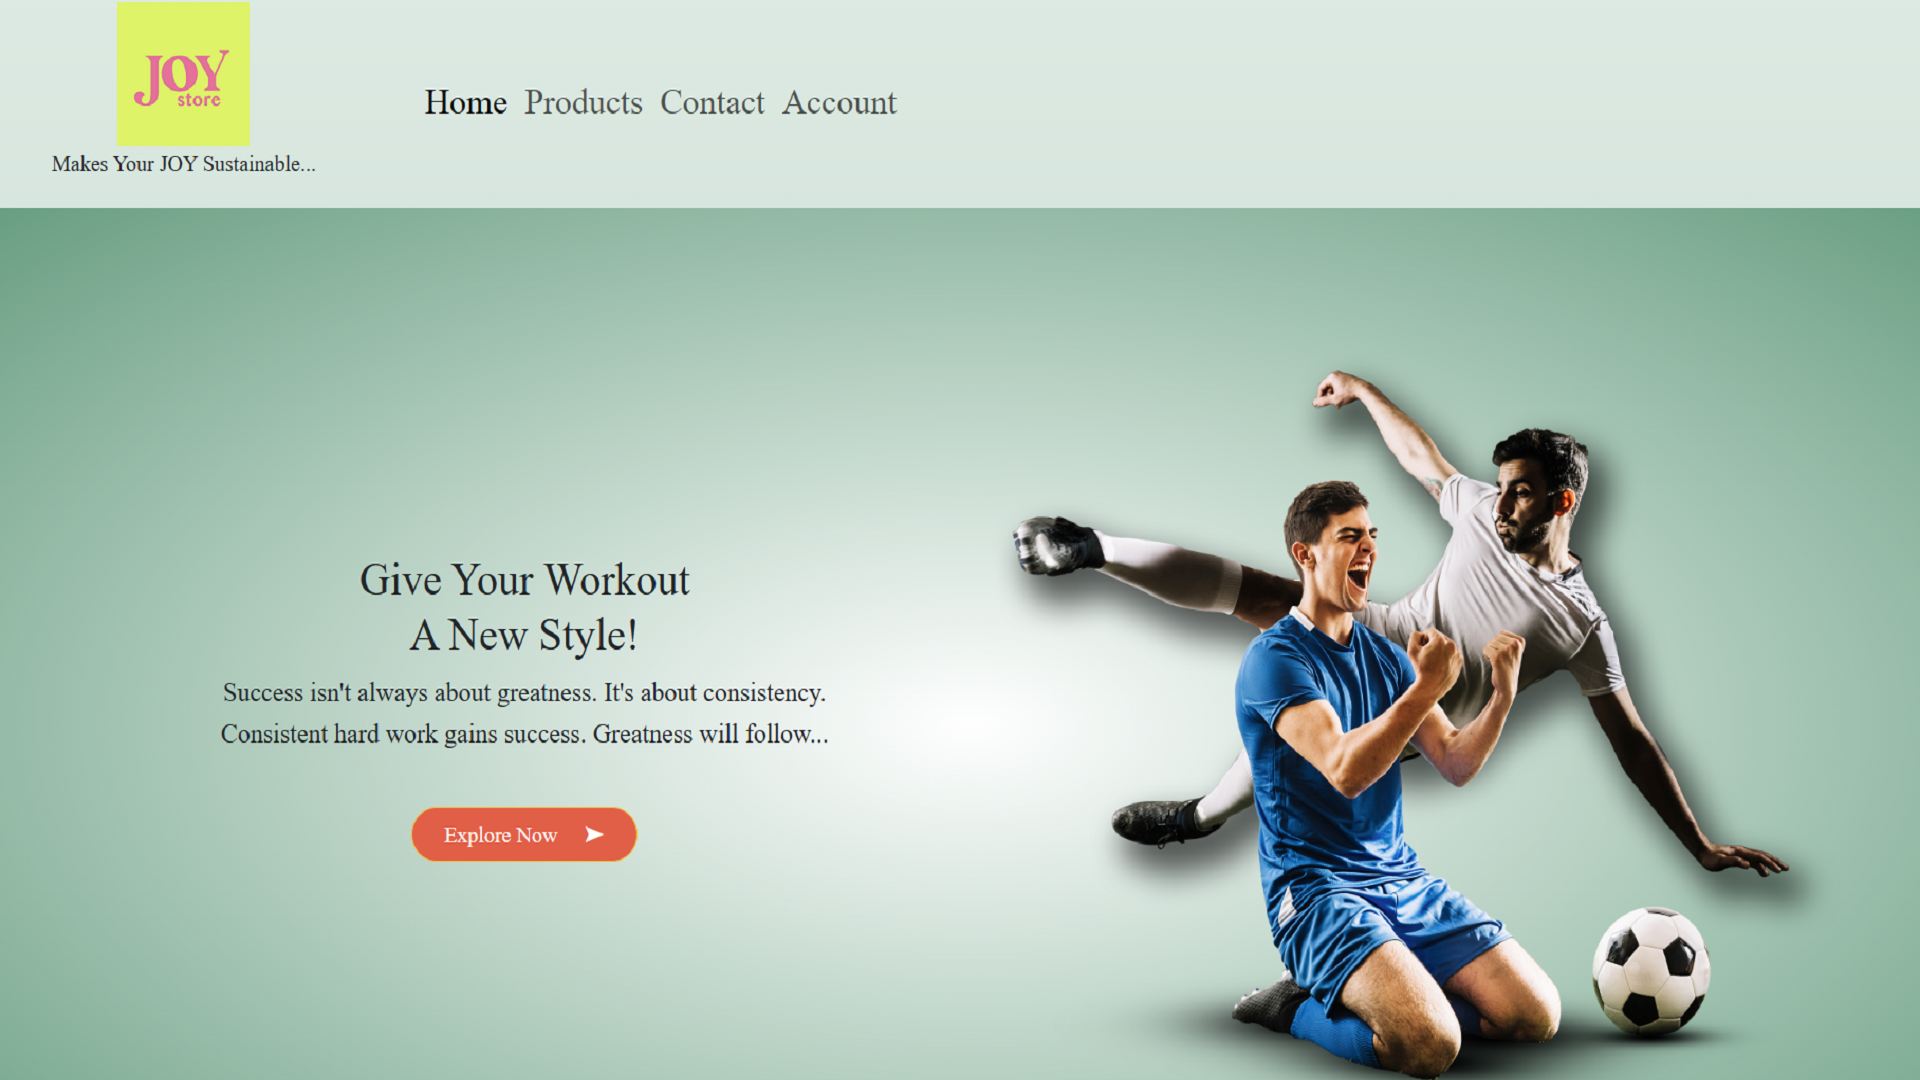 JOY
store
Makes Your JOY Sustainable...
Home Products Contact Account
Give Your Workout
A New Style!
Success isn't always about greatness. It's about consistency.
Consistent hard work gains success. Greatness will follow...
Explore Now